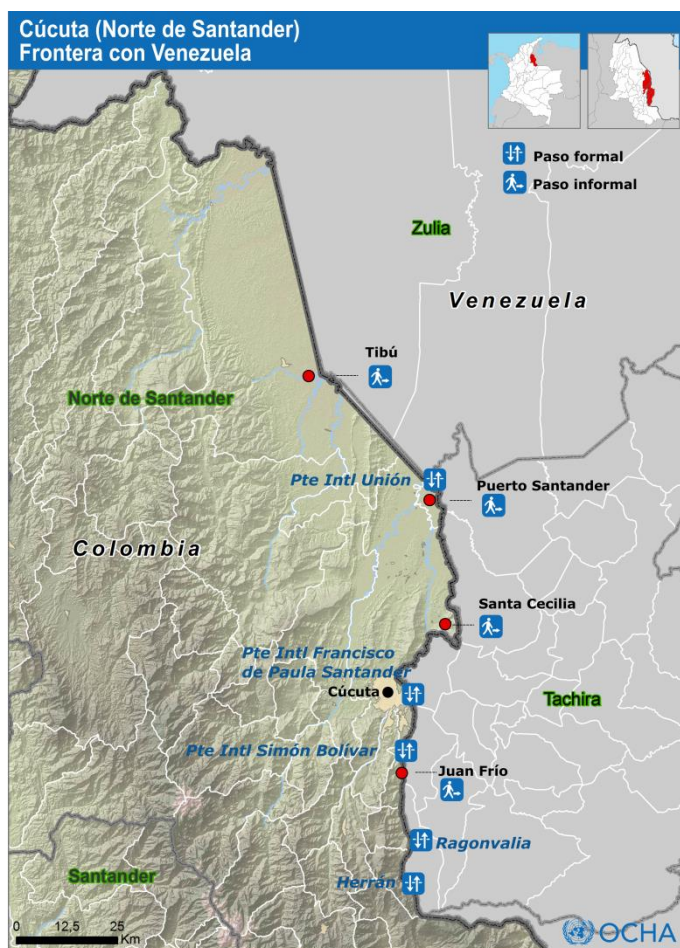 Cúcuta (Norte de Santander)
Frontera con Venezuela
Paso formal
Paso informal
Zulia
Venezuela
Tibú
Norte de Santander
Pte Intl Unión
Puerto Santander
Colombia
Santa Cecilia
Pte Intl Francisco
de Paula Santander
Cúcuta
Tachira
Pte Intl Simón Bolívar
Juan Frío
Ragonvalia
Santander
Herrán
0 12,5 25
Km
OCHA